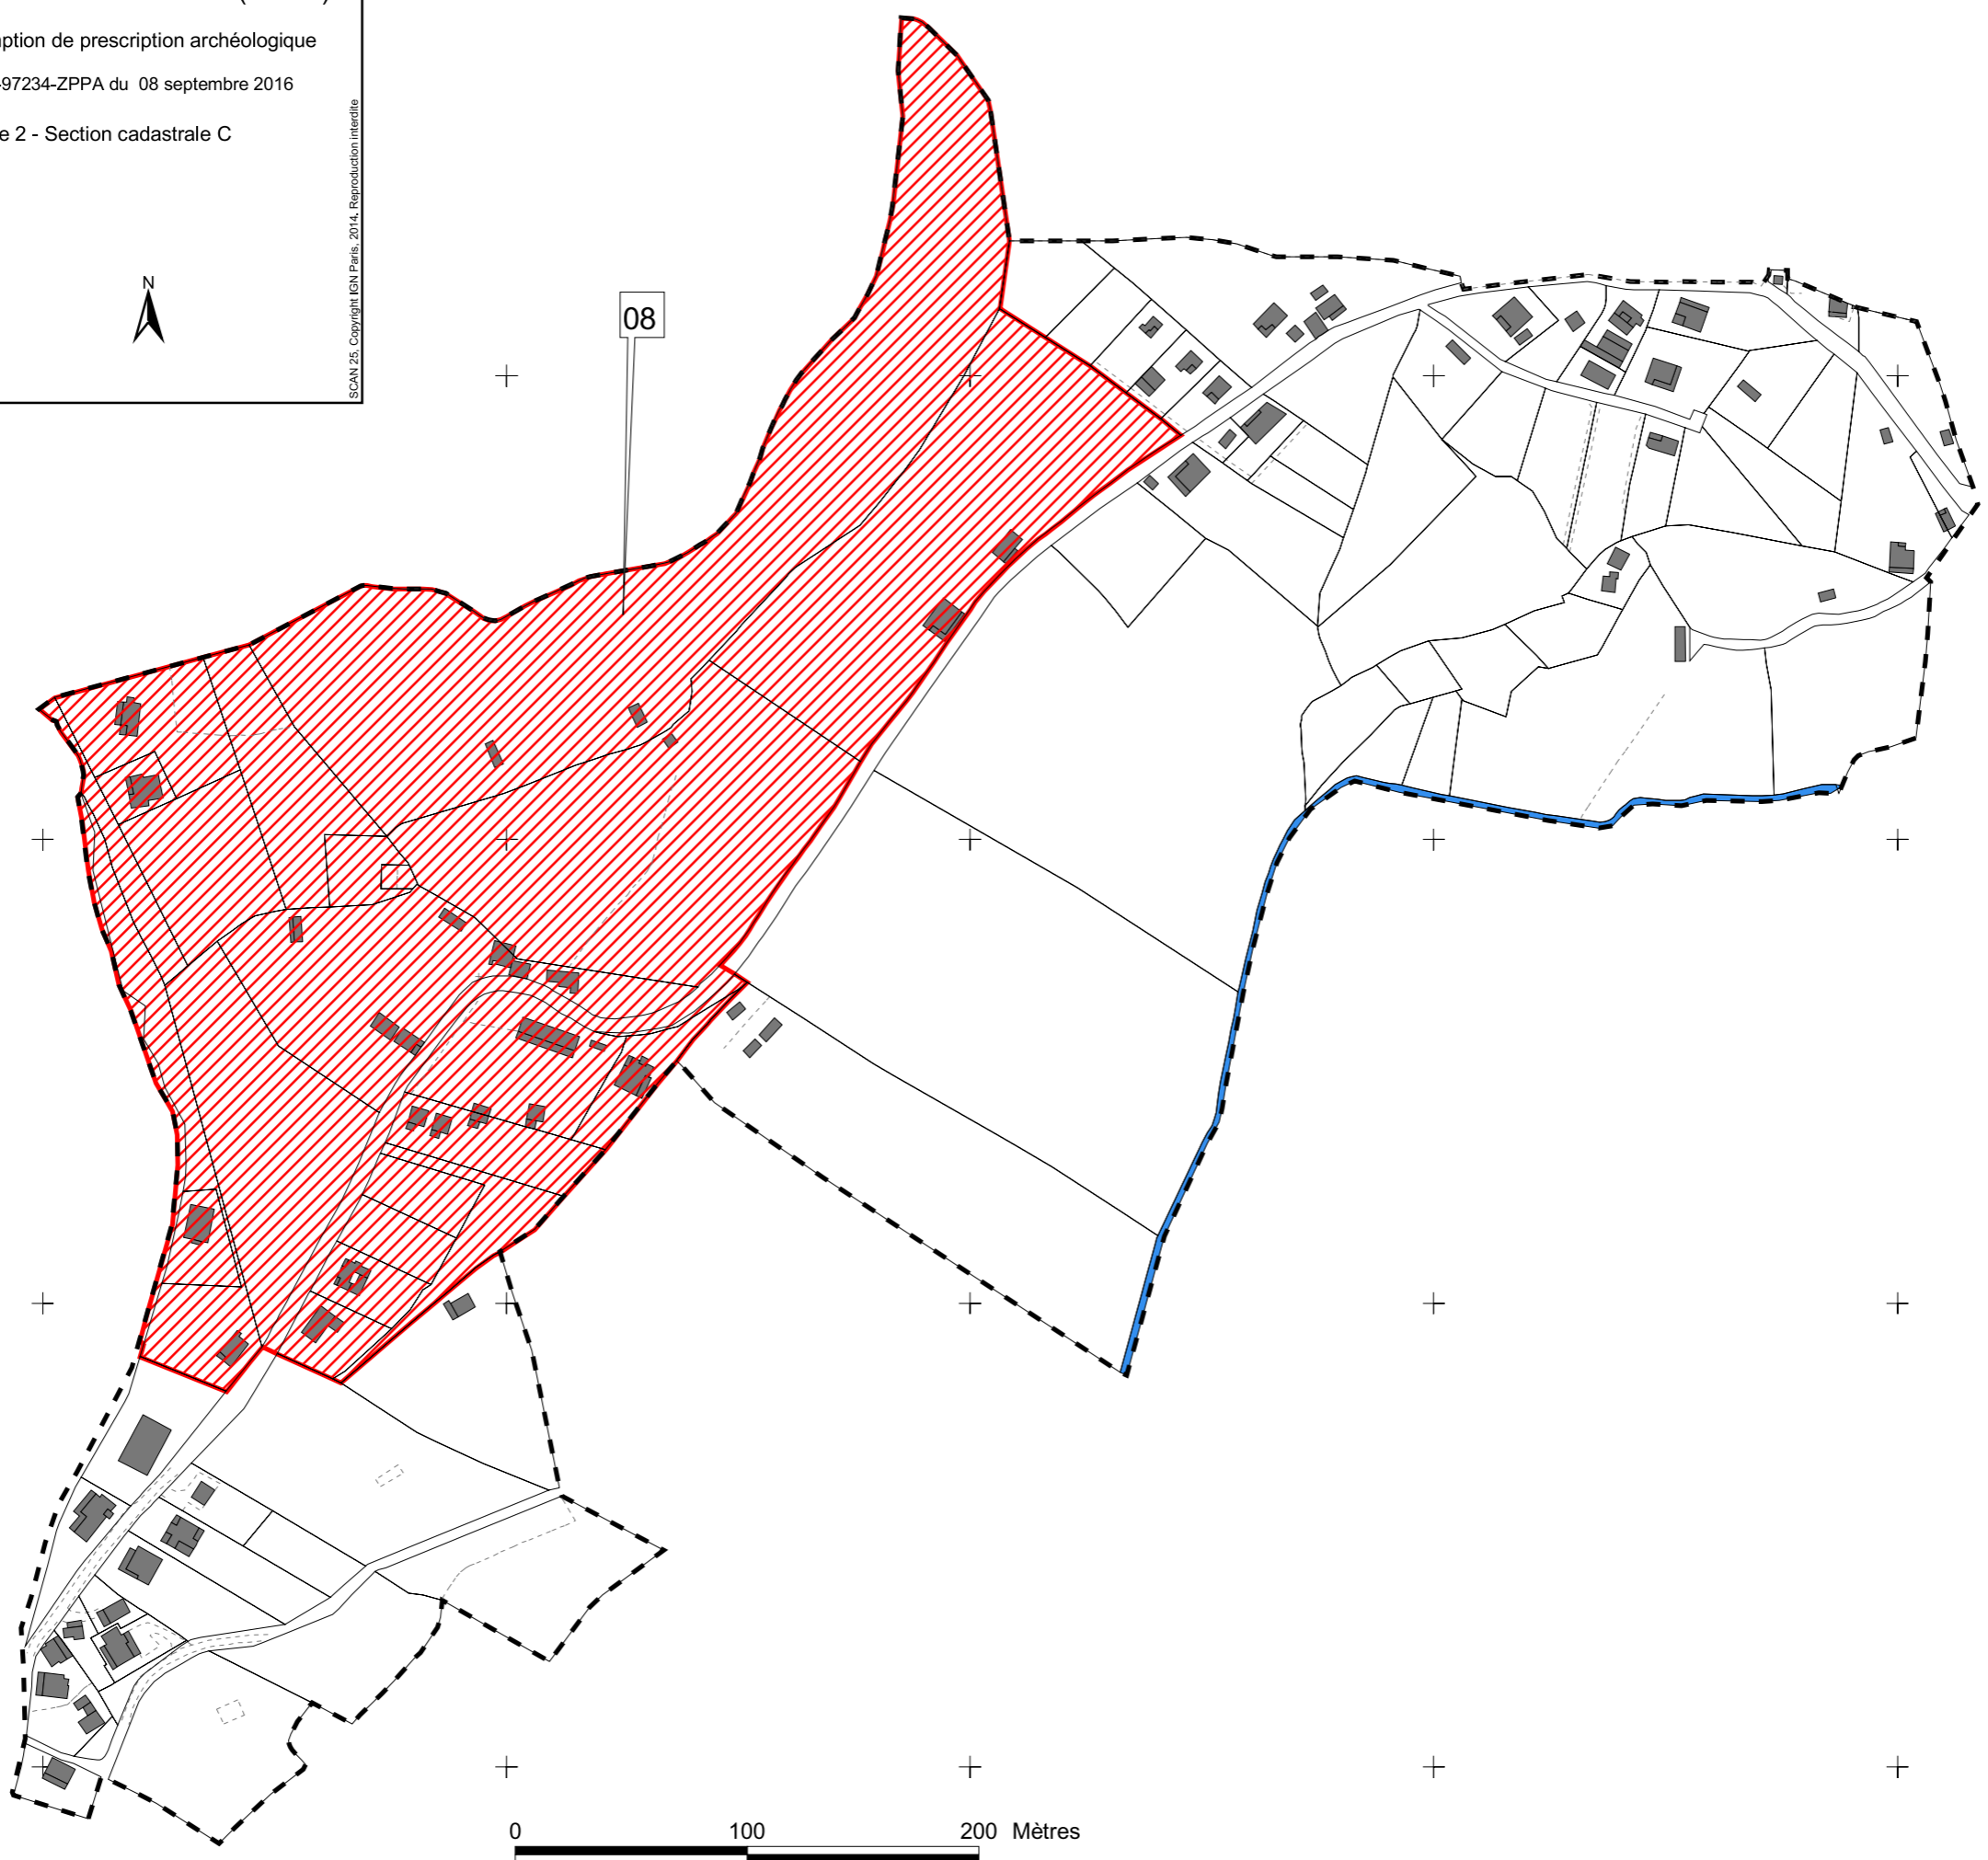 ption de prescription archéologique
-97234-ZPPA du 08 septembre 2016
e 2 - Section cadastrale C
SCAN 25, Copyright IGN Paris, 2014, Reproduction interdite
N
08
0 100 200 Mètres